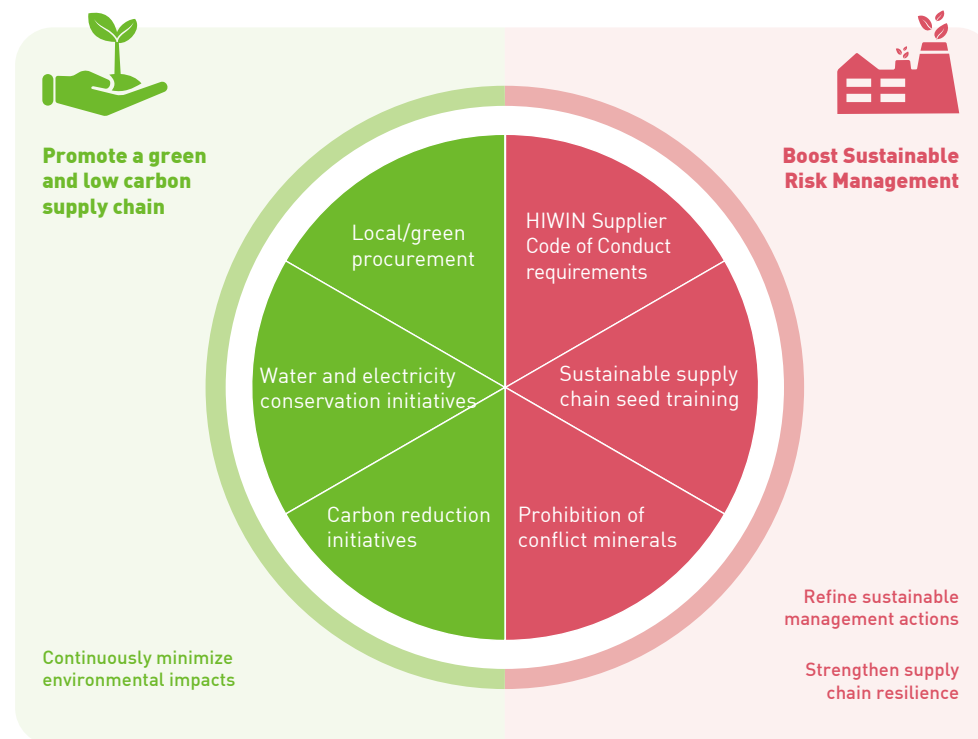 Promote a green
and low carbon
supply chain
Boost Sustainable
Risk Management
Local/green
procurement
HIWIN Supplier
Code of Conduct
requirements
Water and electricity
conservation initiatives
Sustainable supply
chain seed training
Carbon reduction
initiatives
Prohibition of
conflict minerals
Continuously minimize
environmental impacts
Refine sustainable
management actions
Strengthen supply
chain resilience